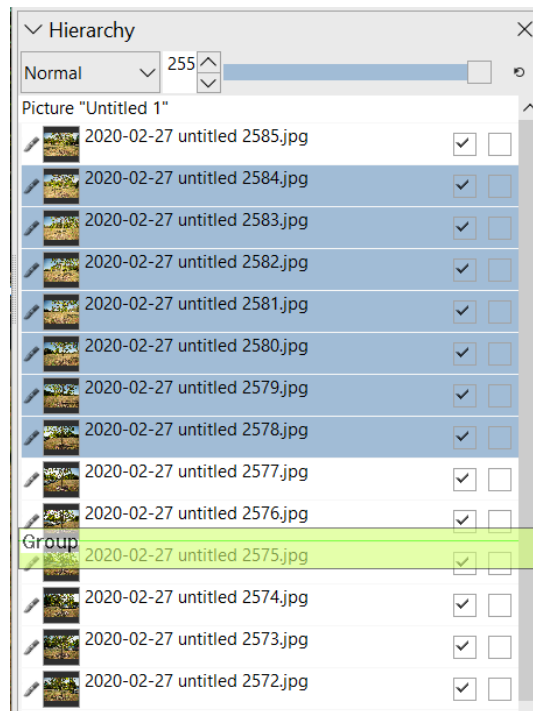 Hierarchy
Normal 255
Picture "Untitled 1"
2020-02-27 untitled 2585.jpg
2020-02-27 untitled 2584.jpg
2020-02-27 untitled 2583.jpg
2020-02-27 untitled 2582.jpg
2020-02-27 untitled 2581.jpg
2020-02-27 untitled 2580.jpg
2020-02-27 untitled 2579.jpg
2020-02-27 untitled 2578.jpg
2020-02-27 untitled 2577.jpg
2020-02-27 untitled 2576.jpg
Group
2020-02-27 untitled 2575.jpg
2020-02-27 untitled 2574.jpg
2020-02-27 untitled 2573.jpg
2020-02-27 untitled 2572.jpg